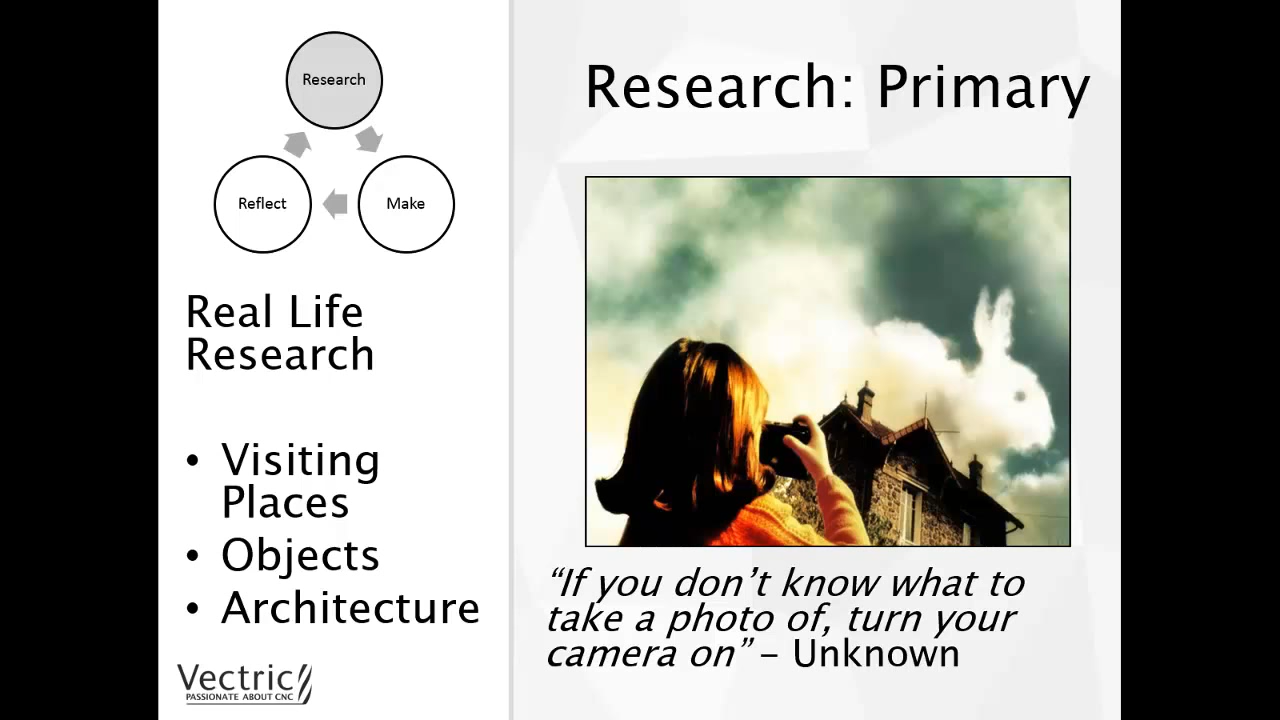 Research
Reflect
Make
Real Life
Research
• Visiting
Places
• Objects
• Architecture
Vectric
PASSIONATE ABOUT CNC
Research: Primary
“If you don’t know what to
take a photo of, turn your
camera on” – Unknown